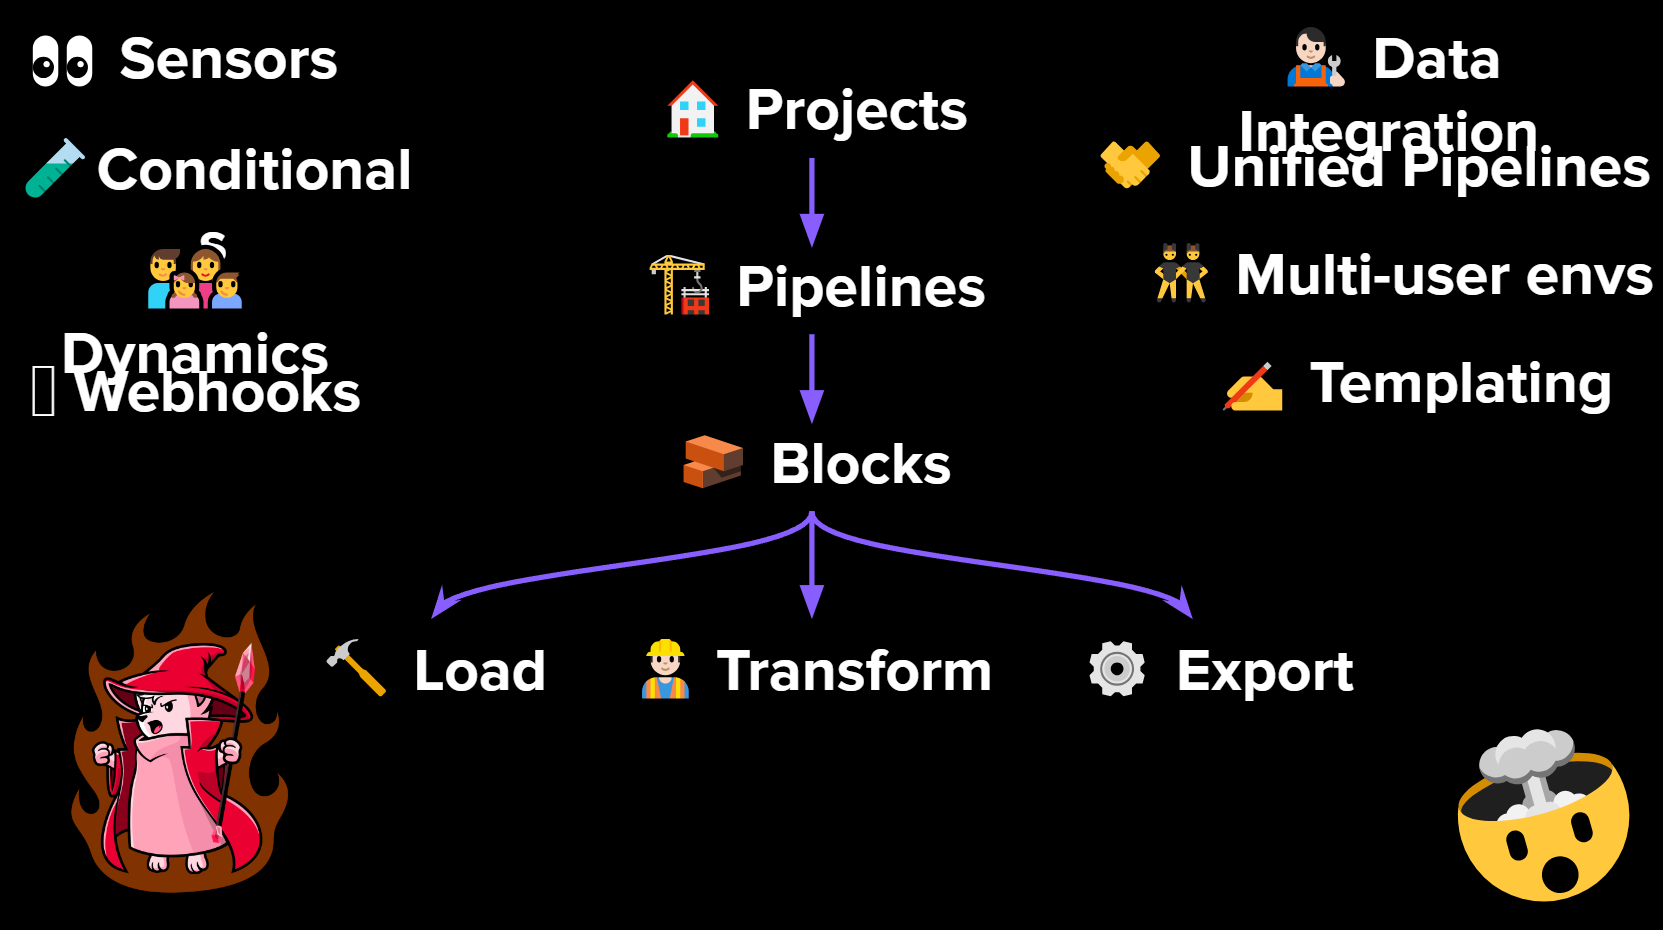 Sensors
Conditional
s
Dynamics
Webhooks
Projects
Pipelines
Blocks
Load
Transform
Export
Data
Integration
Unified Pipelines
Multi-user envs
Templating